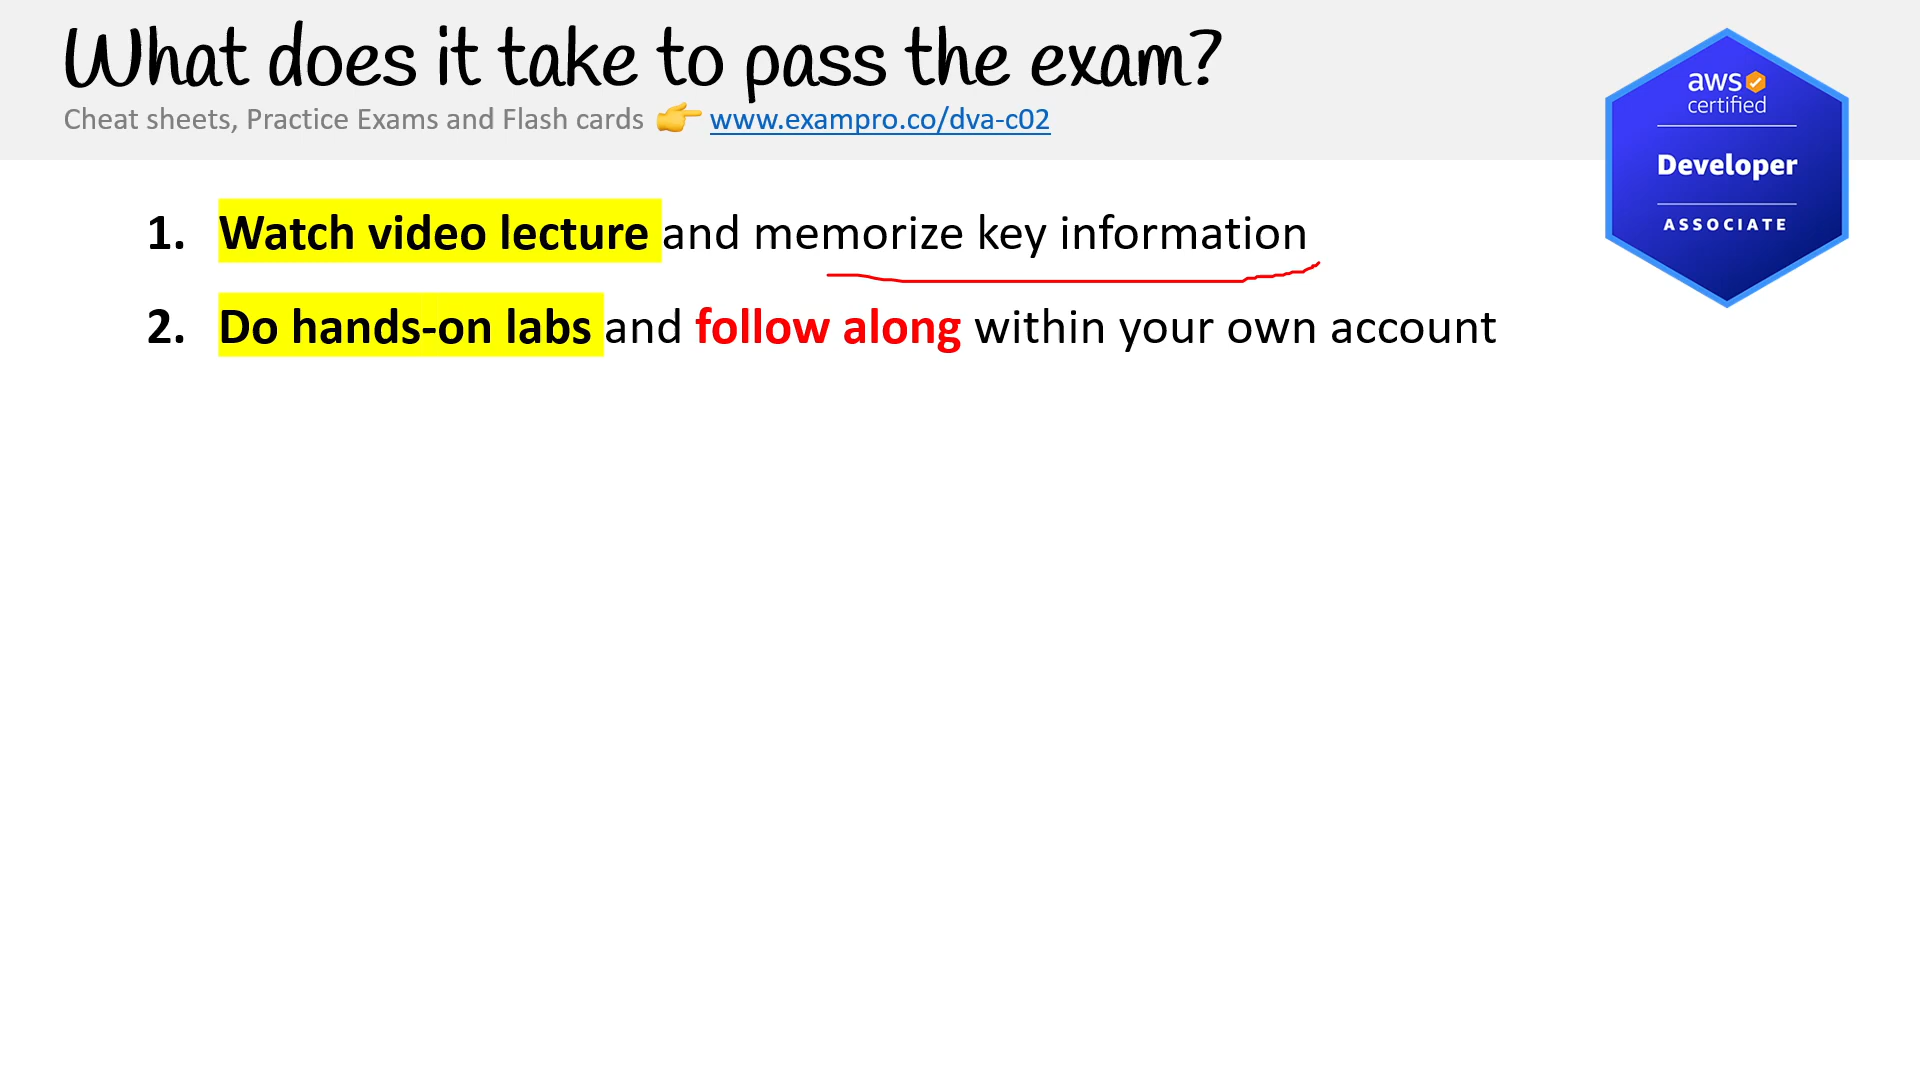 What does it take to pass the exam?
Cheat sheets, Practice Exams and Flash cards 👉 www.exampro.co/dva-c02
aws
certified
Developer
ASSOCIATE
1. Watch video lecture and memorize key information
2. Do hands-on labs and follow along within your own account